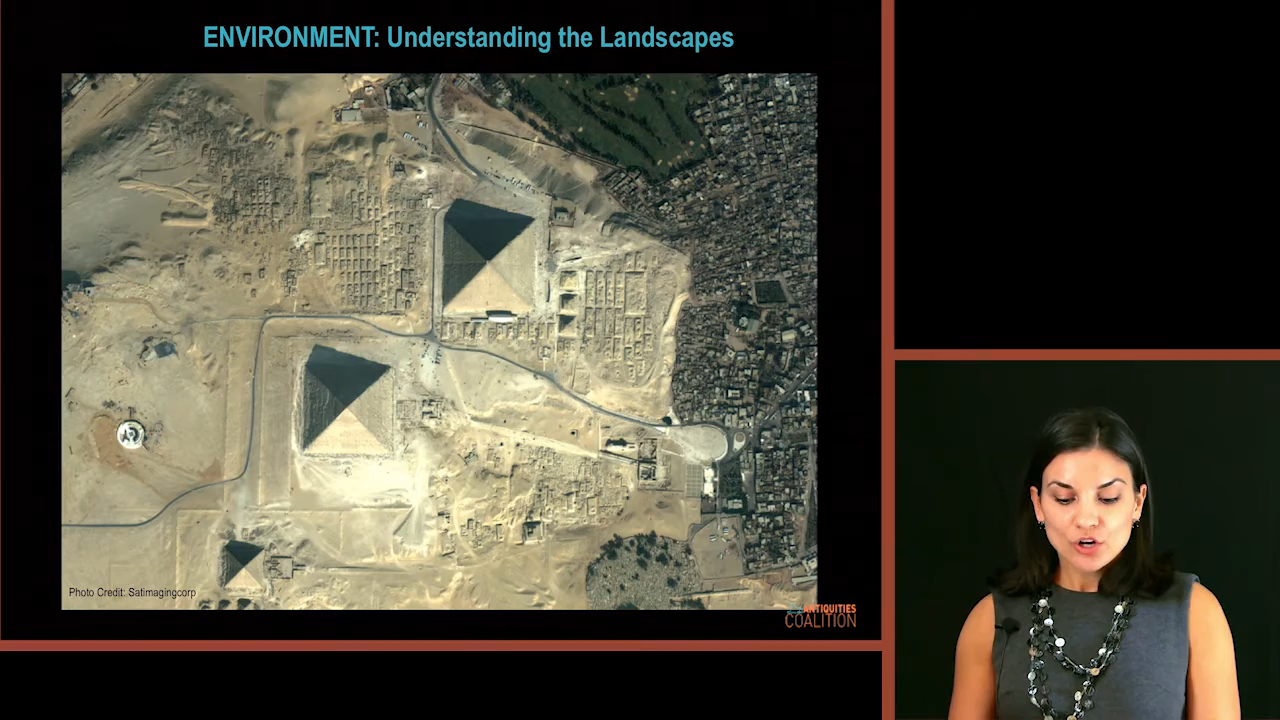 ENVIRONMENT: Understanding the Landscapes
Photo Credit: Satimagingcorp
ANTIQUITIES
COALITION